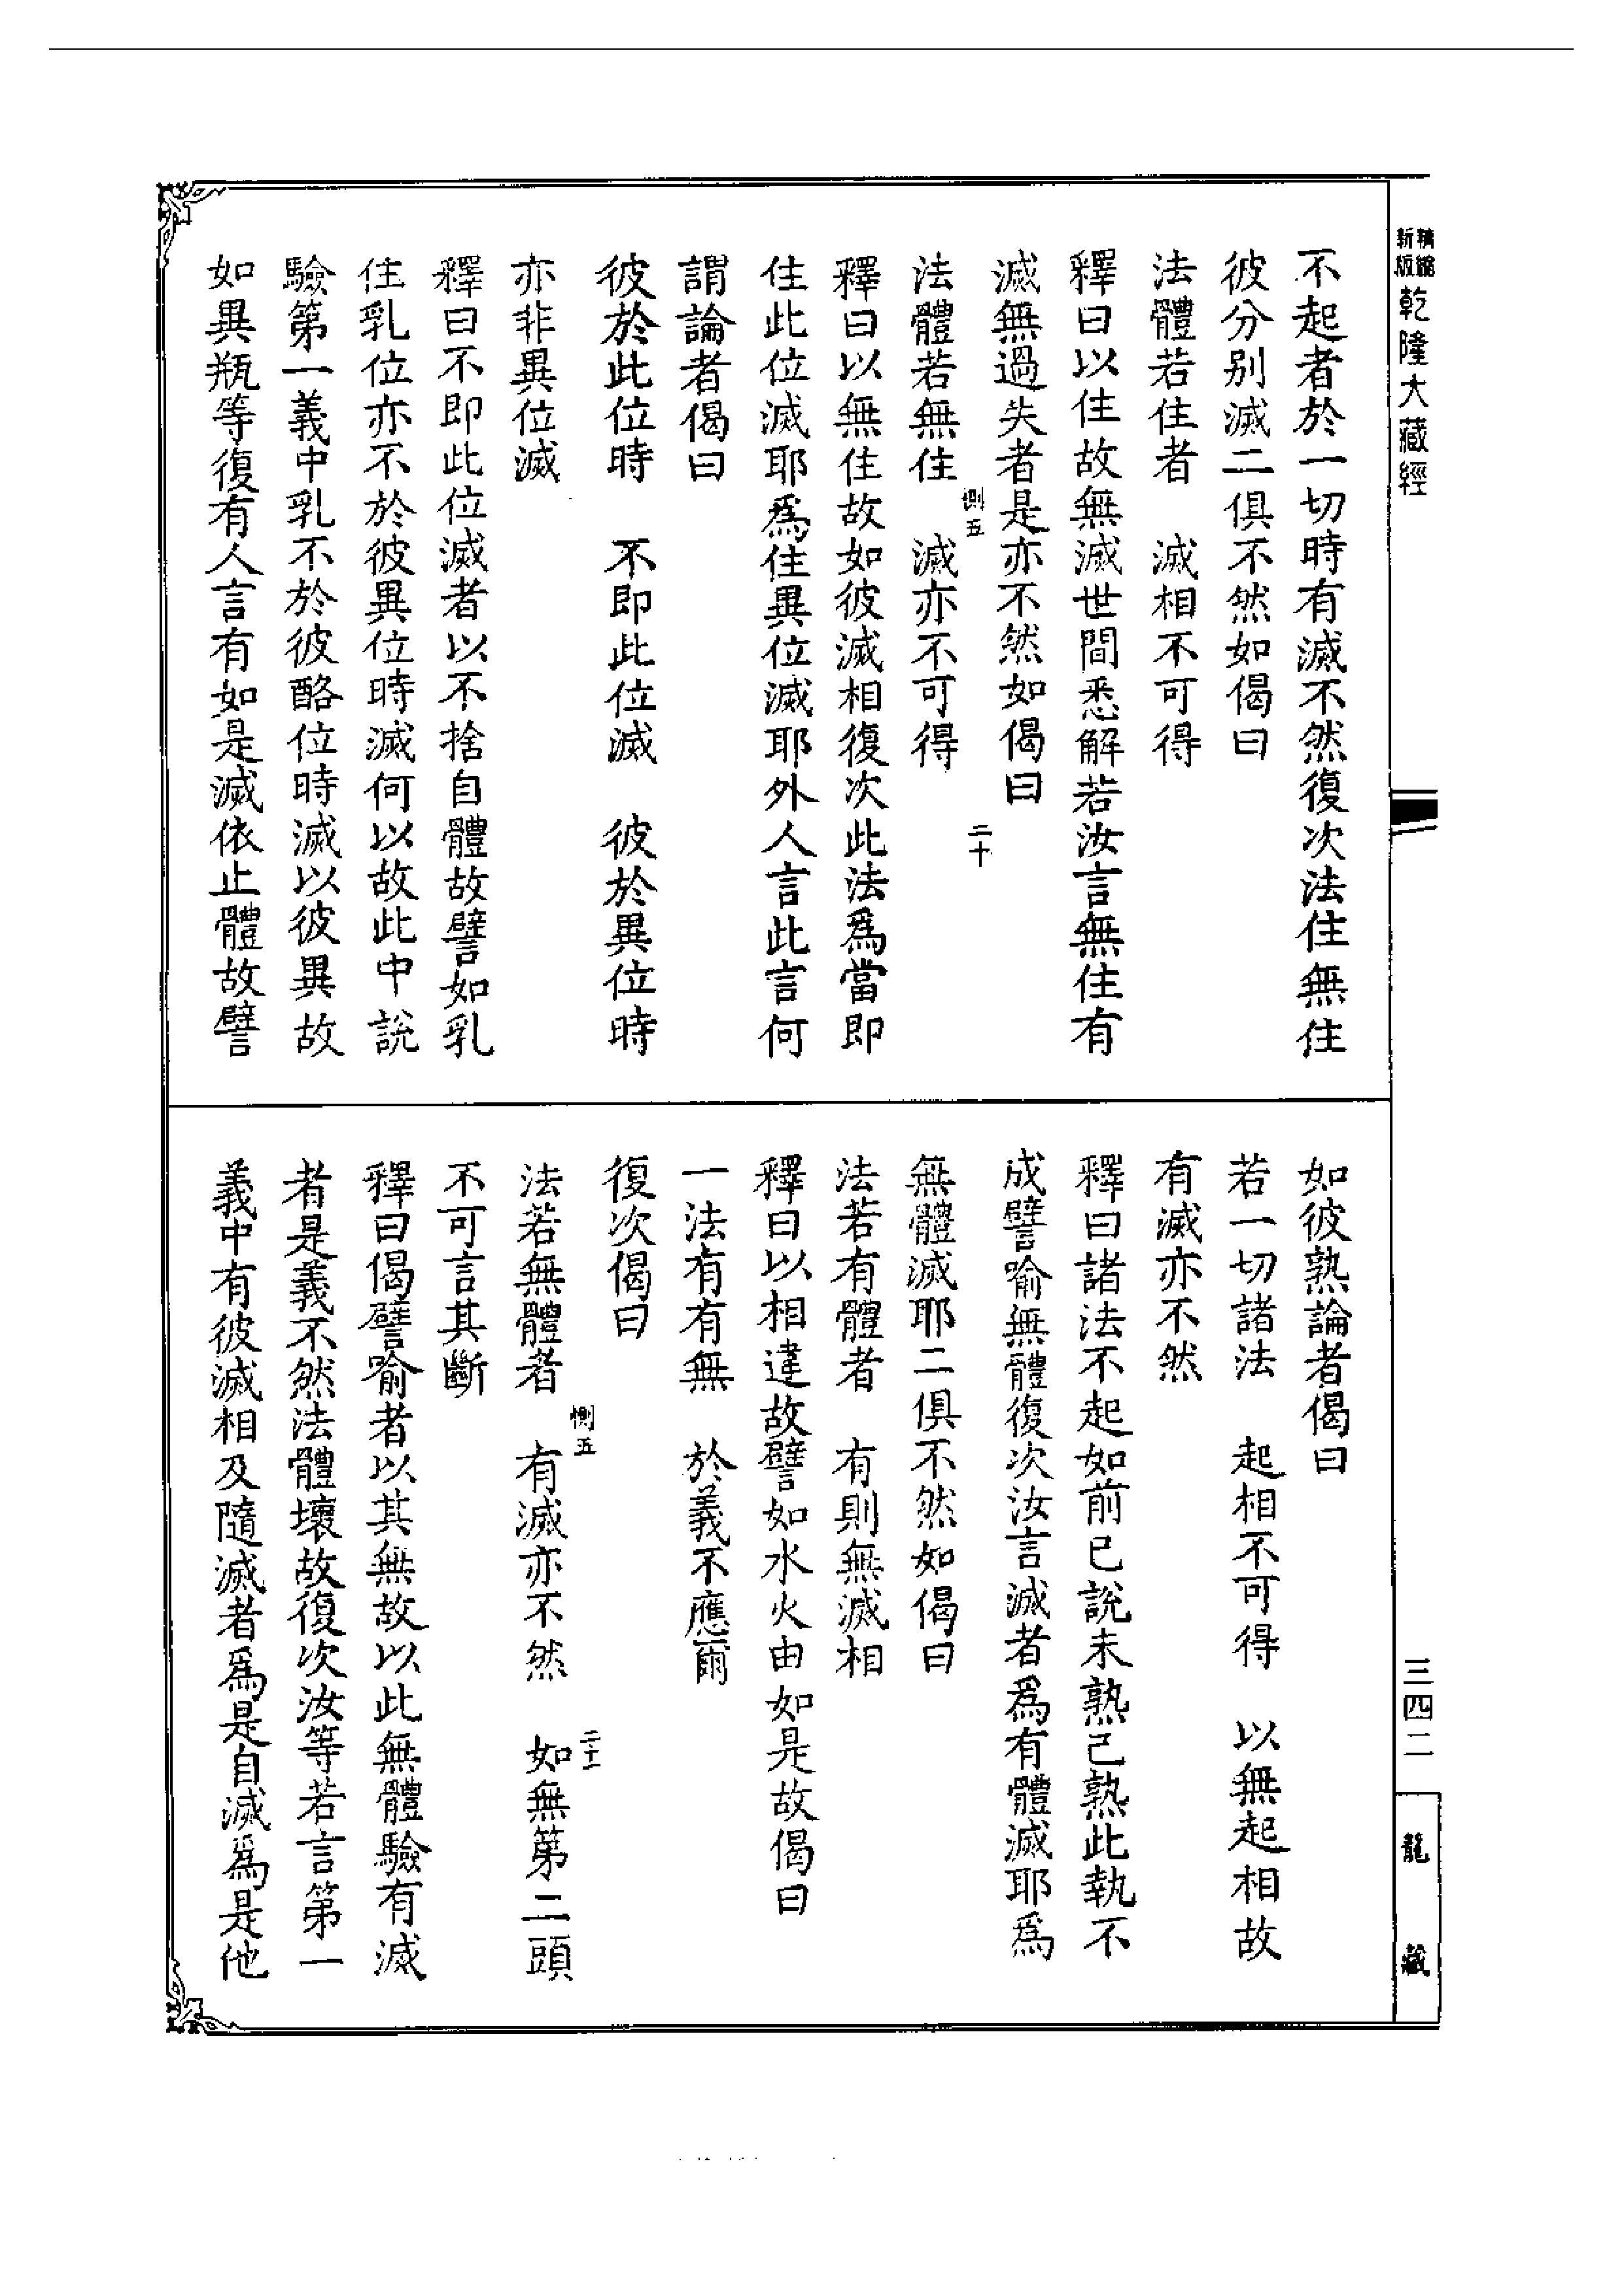 精縮新版乾隆大藏經
不起者於一切時有滅不然復次法住無住
彼分別滅二俱不然如偈曰
法體若住者　滅相不可得
釋曰以住故無滅世間悉解若汝言無住有
滅無過失者是亦不然如偈曰
惻五　二十
法體若無住　滅亦不可得
釋曰以無住故如彼滅相復次此法爲當即
住此位滅耶爲住異位滅耶外人言此言何
謂論者偈曰
彼於此位時　不即此位滅　彼於異位時
亦非異位滅
釋曰不即此位滅者以不捨自體故譬如乳
住乳位亦不於彼異位時滅何以故此中說
驗第一義中乳不於彼酪位時滅以彼異故
如異瓶等復有人言有如是滅依止體故譬
如彼熟論者偈曰
若一切諸法　起相不可得　以無起相故
有滅亦不然
釋曰諸法不起如前已說未熟已熟此執不
成譬喻無體復次汝言滅者爲有體滅耶爲
無體滅耶二俱不然如偈曰
法若有體者　有則無滅相
釋曰以相違故譬如水火由如是故偈曰
一法有有無　於義不應爾
復次偈曰
惻五　二十一
法若無體者　有滅亦不然　如無第二頭
不可言其斷
釋曰偈譬喻者以其無故以此無體驗有滅
者是義不然法體壞故復次汝等若言第一
義中有彼滅相及隨滅者爲是自滅爲是他
三四二
龍藏